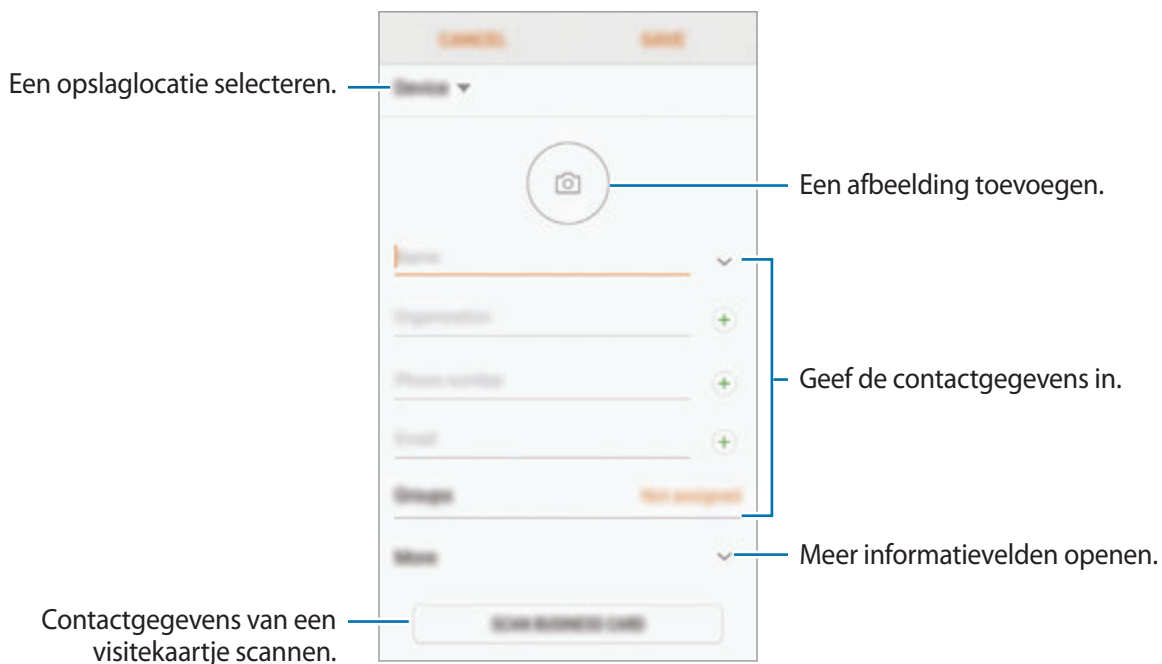 CANCEL SAVE
Een opslaglocatie selecteren.
Device
Een afbeelding toevoegen.
Name
Organisation
Phone number
Geef de contactgegevens in.
Email
Groups Not assigned
More
Meer informatievelden openen.
Contactgegevens van een
visitekaartje scannen.
SCAN BUSINESS CARD